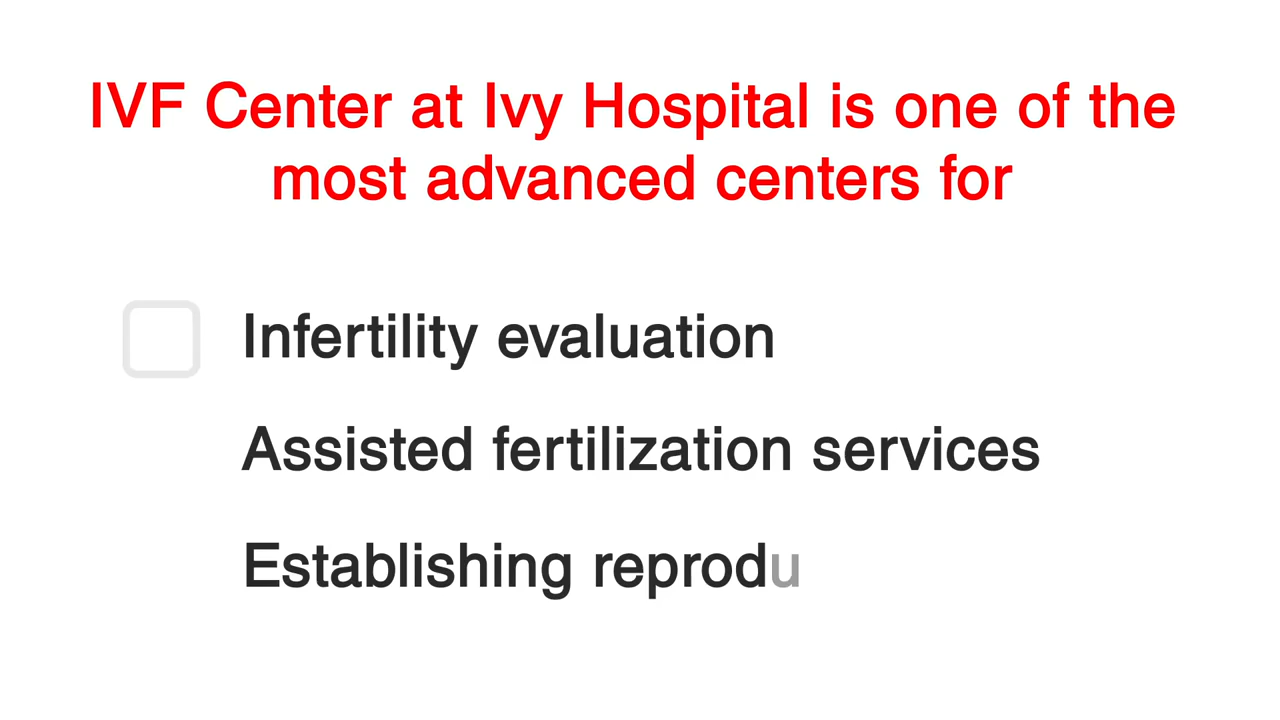 IVF Center at Ivy Hospital is one of the
most advanced centers for
Infertility evaluation
Assisted fertilization services
Establishing produ